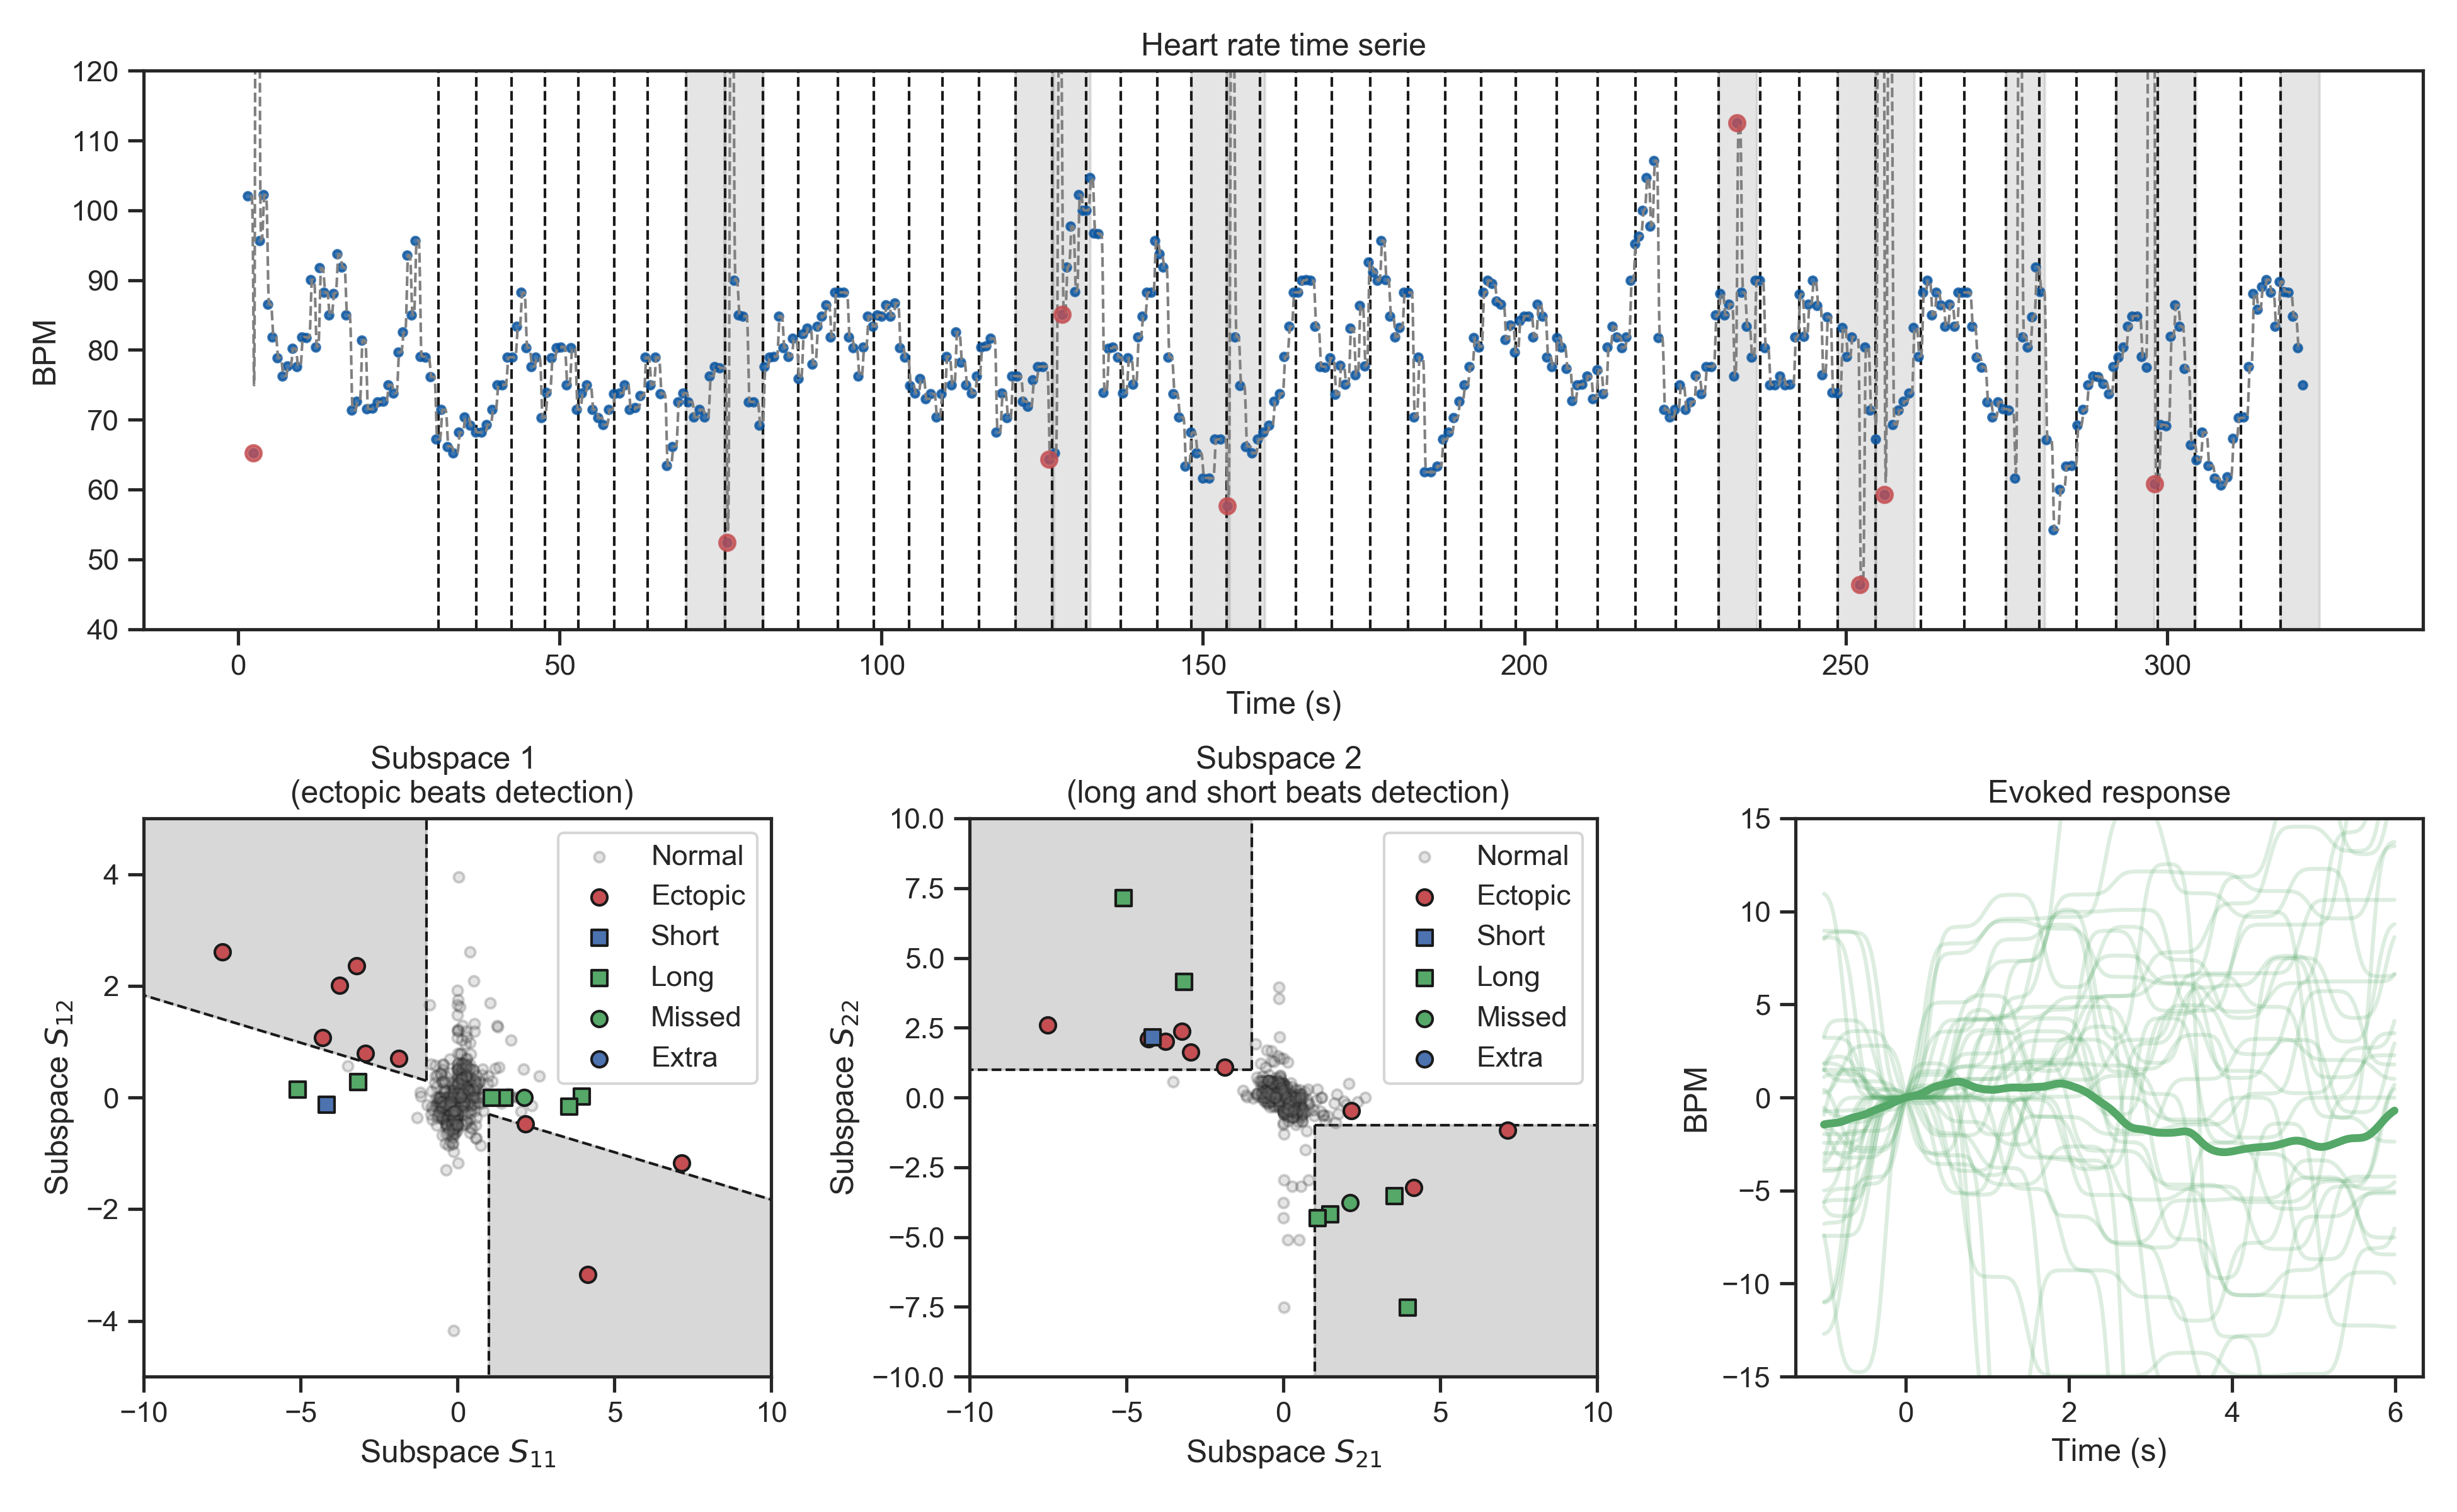 Heart rate time serie
120
110
100
90
80
70
60
50
40
BPM
0 50 100 150 200 250 300
Time (s)
Subspace 1
(ectopic beats detection)
4
2
0
−2
−4
Subspace S12
Normal
Ectopic
Short
Long
Missed
Extra
−10 −5 0 5 10
Subspace S11
Subspace 2
(long and short beats detection)
10.0
7.5
5.0
2.5
0.0
−2.5
−5.0
−7.5
−10.0
Subspace S22
Normal
Ectopic
Short
Long
Missed
Extra
−10 −5 0 5 10
Subspace S21
Evoked response
15
10
5
0
−5
−10
−15
BPM
0 2 4 6
Time (s)